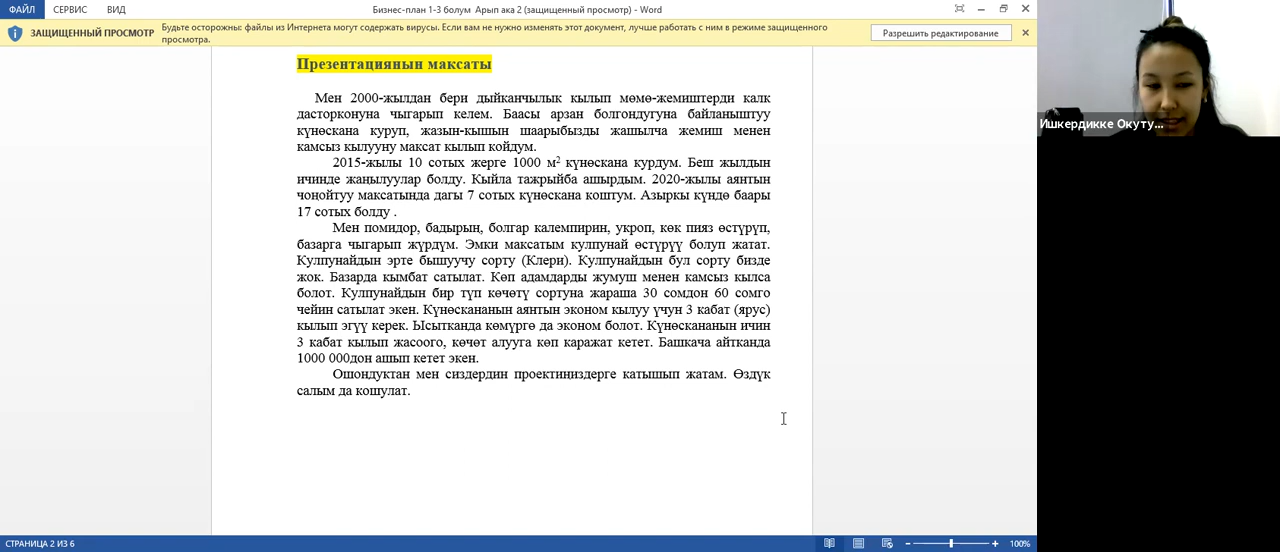 ФАЙЛ СЕРВИС ВИД
Бизнес-план 1-3 болум Арып ака 2 (защищенный просмотр) - Word
ЗАЩИЩЕННЫЙ ПРОСМОТР
Будьте осторожны: файлы из Интернета могут содержать вирусы. Если вам не нужно изменять этот документ, лучше работать с ним в режиме защищенного
просмотра.
Разрешить редактирование
Презентациянын максаты
Мен 2000-жылдан бери дыйканчылык кылып мөмө-жемиштерди калк
дасторконуна чыгарып келем. Баасы арзан болгондугуна байланыштуу
күнөскана куруп, жазын-кышын шаарыбызды жашылча жемиш менен
камсыз кылууну максат кылып койдум.
2015-жылы 10 сотых жерге 1000 м² күнөскана курдум. Беш жылдын
ичинде жаңылуулар болду. Кыйла тажрыйба ашырдым. 2020-жылы аянтын
чоңойтуу максатында дагы 7 сотых күнөскана коштум. Азыркы күндө баары
17 сотых болду .
Мен помидор, бадырың, болгар калемпирин, укроп, көк пияз өстүрүп,
базарга чыгарып жүрдүм. Эмки максатым кулпунай өстүрүү болуп жатат.
Кулпунайдын эрте бышуучу сорту (Клери). Кулпунайдын бул сорту бизде
жок. Базарда кымбат сатылат. Көп адамдарды жумуш менен камсыз кылса
болот. Кулпунайдын бир түп көчөтү сортуна жараша 30 сомдон 60 сомго
чейин сатылат экен. Күнөскананын аянтын эконом кылуу үчүн 3 кабат (ярус)
кылып эгүү керек. Ысытканда көмүргө да эконом болот. Күнөскананын ичин
3 кабат кылып жасоого, көчөт алууга көп каражат кетет. Башкача айтканда
1000 000дон ашып кетет экен.
Ошондуктан мен сиздердин проектиңиздерге катышып жатам. Өздүк
салым да кошулат.
Ишкердикке Окуту...
СТРАНИЦА 2 ИЗ 6
100%